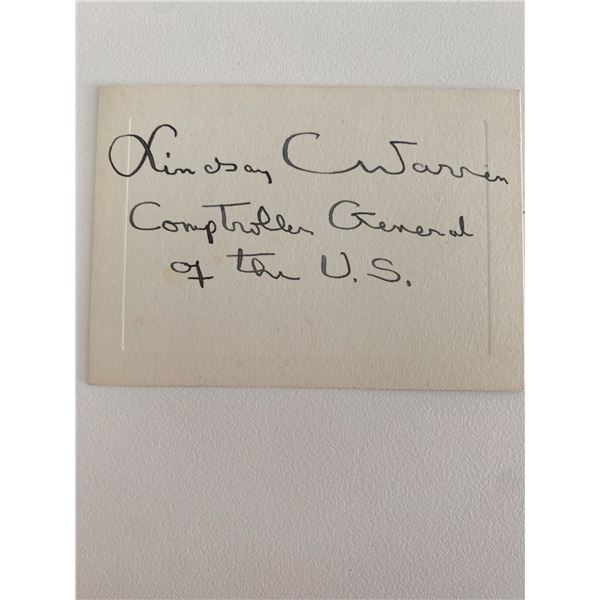 Lindsay C Warren
Comptroller General
of the U.S.